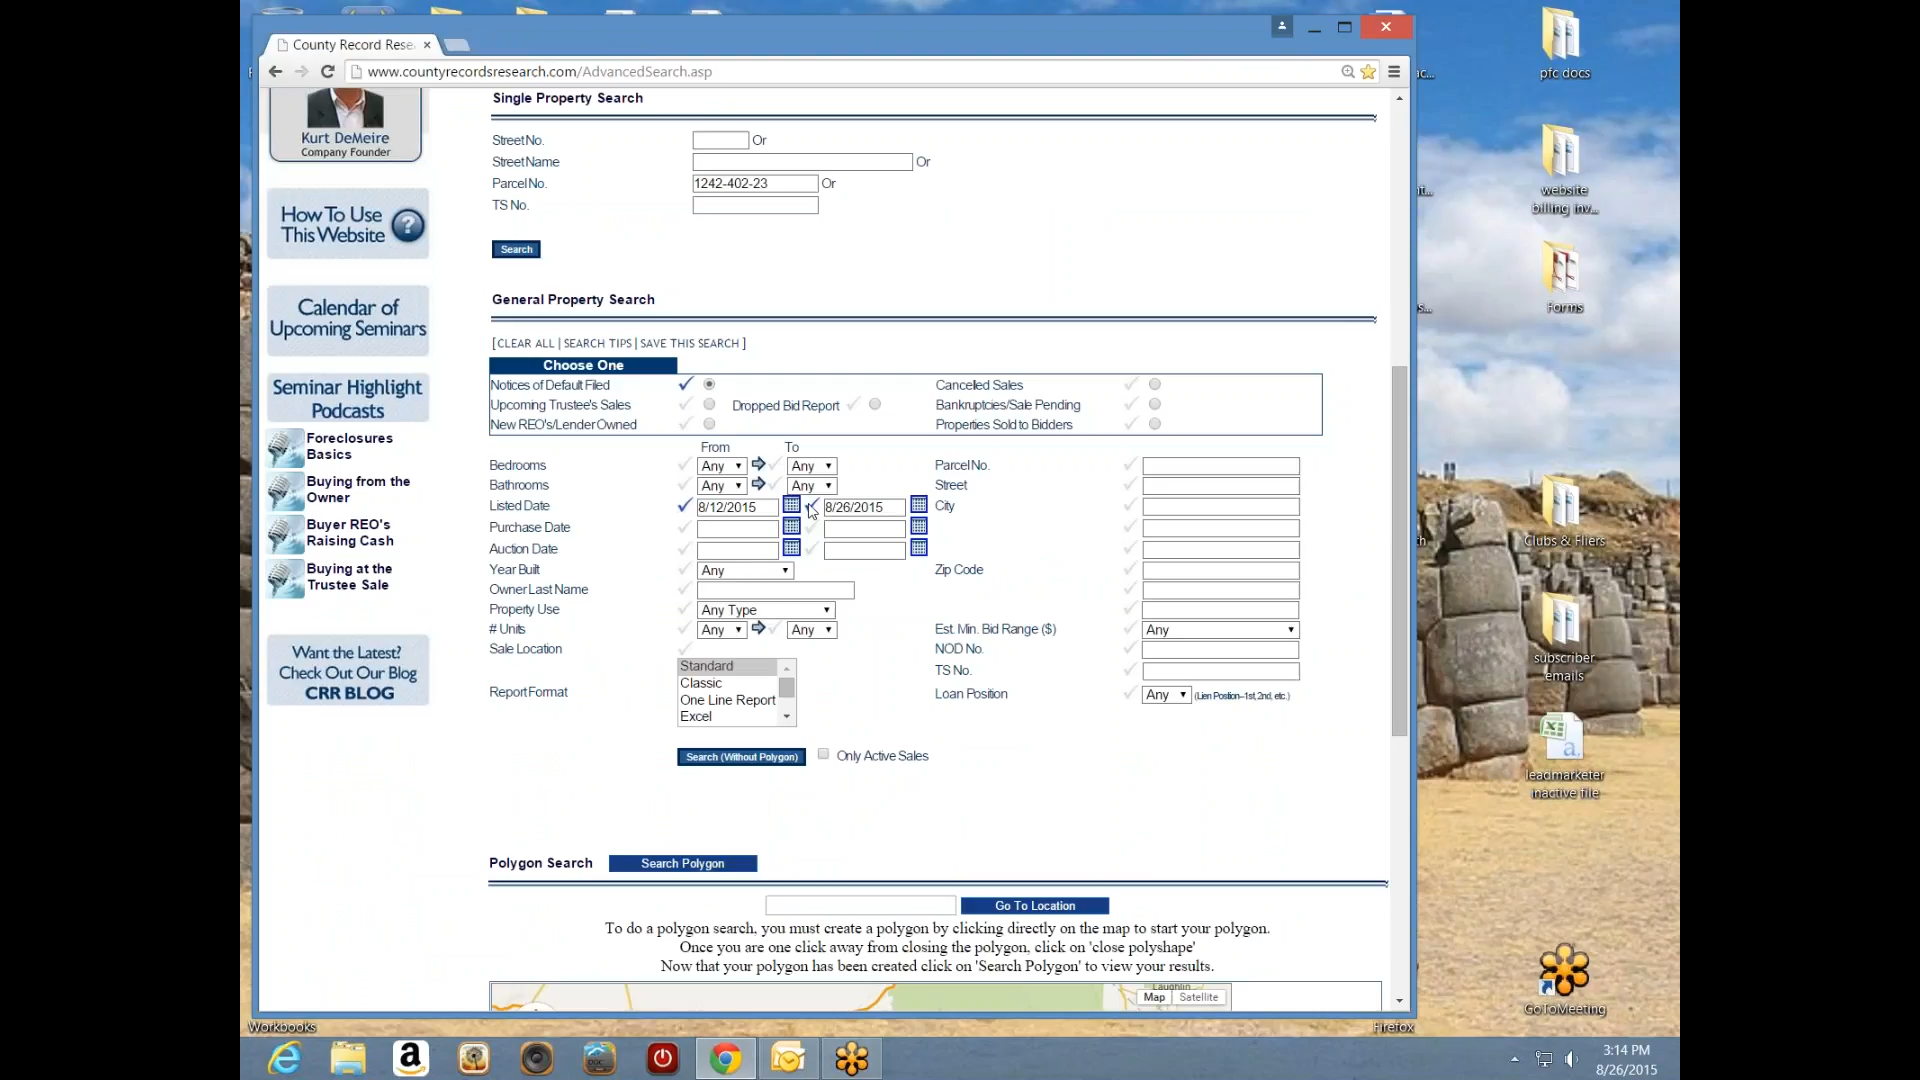 County Record Rese
www.countyrecordsresearch.com/AdvancedSearch.asp
Kurt DeMeire
Company Founder
How To Use
This Website ?
Calendar of
Upcoming Seminars
Seminar Highlight
Podcasts
Foreclosures
Basics
Buying from the
Owner
Buyer REO's
Raising Cash
Buying at the
Trustee Sale
Want the Latest?
Check Out Our Blog
CRR BLOG
Single Property Search
Street No. Or
Street Name Or
Parcel No. 1242-402-23 Or
TS No.
Search
General Property Search
[CLEAR ALL | SEARCH TIPS | SAVE THIS SEARCH ]
Choose One
Notices of Default Filed Cancelled Sales
Upcoming Trustee's Sales Dropped Bid Report Bankruptcies/Sale Pending
New REO's/Lender Owned Properties Sold to Bidders
From To
Bedrooms Any Any Parcel No.
Bathrooms Any Any Street
Listed Date 8/12/2015 8/26/2015 City
Purchase Date
Auction Date
Year Built Any Zip Code
Owner Last Name
Property Use Any Type
# Units Any Any Est. Min. Bid Range ($) Any
Sale Location NOD No.
Standard
TS No.
Classic
Report Format Loan Position Any (Lien Postion--1st, 2nd, etc.)
One Line Report
Excel
Search (Without Polygon) Only Active Sales
Polygon Search Search Polygon
Go To Location
To do a polygon search, you must create a polygon by clicking directly on the map to start your polygon.
Once you are one click away from closing the polygon, click on 'close polyshape'
Now that your polygon has been created click on 'Search Polygon' to view your results.
Laughlin
Map Satellite
pfc docs
website
billing inv...
Forms
Clubs & Fliers
subscriber
emails
leadmarketer
inactive file
GoToMeeting
Workbooks
Firefox
3:14 PM
8/26/2015